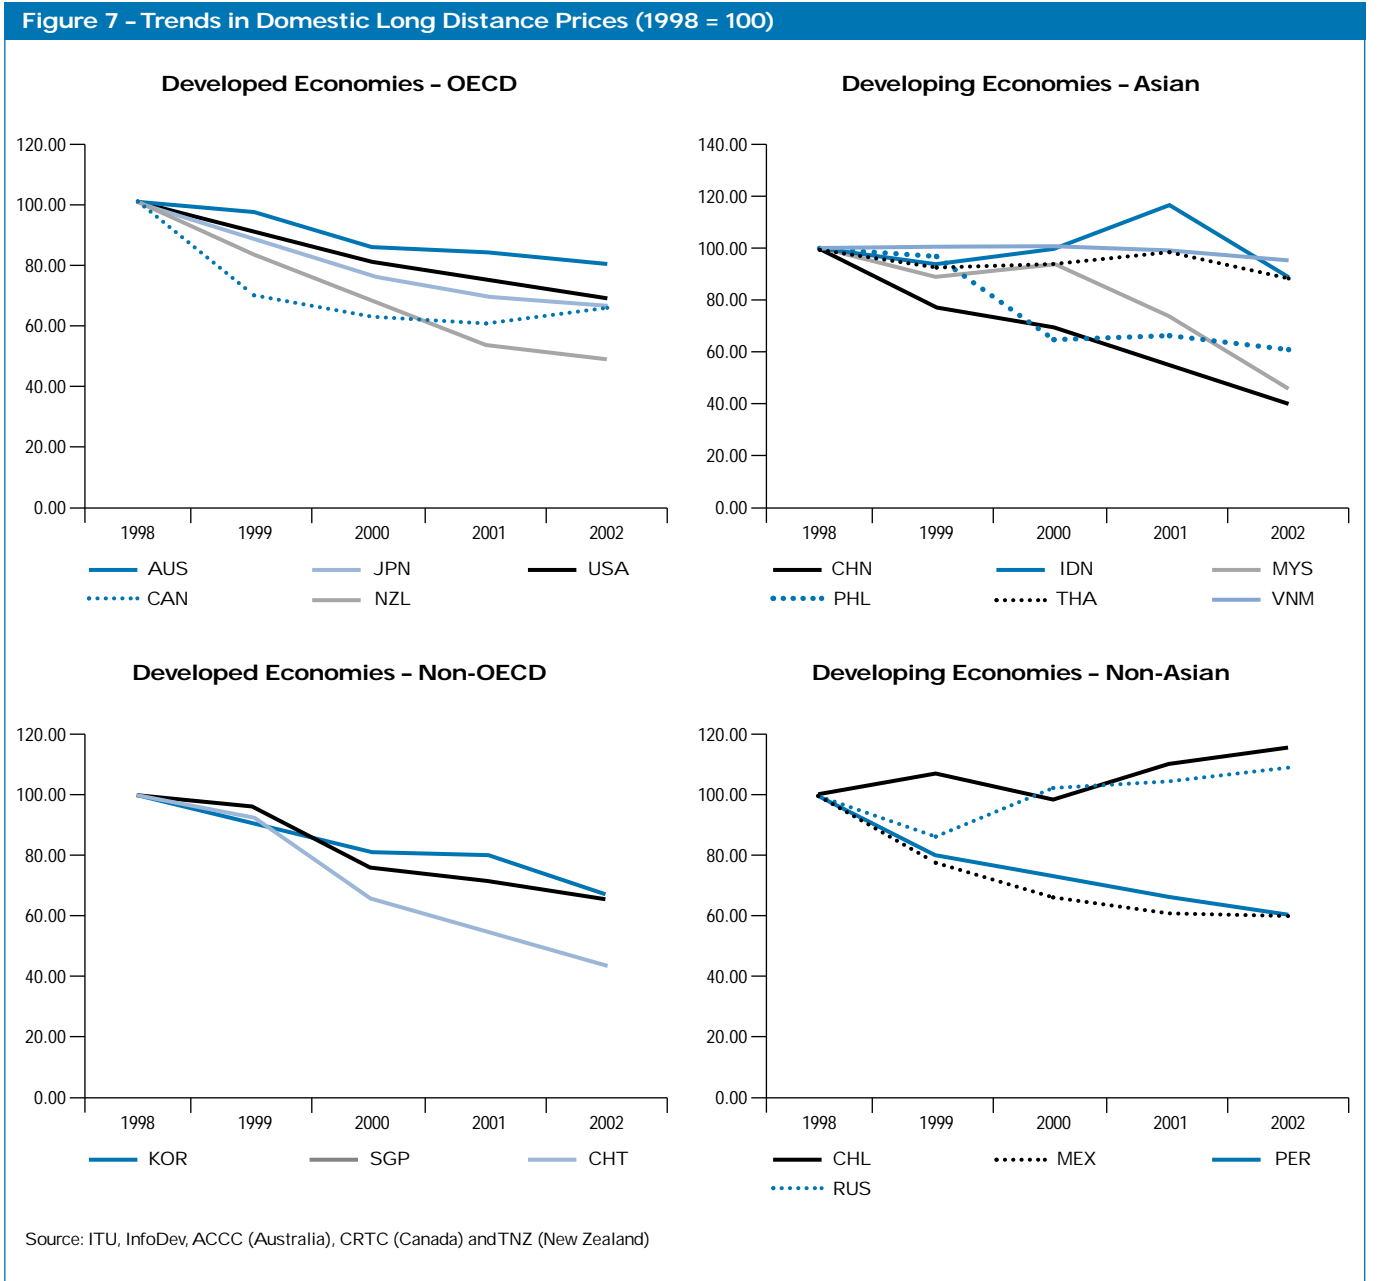 Figure 7 – Trends in Domestic Long Distance Prices (1998 = 100)
Developed Economies – OECD
120.00
100.00
80.00
60.00
40.00
20.00
0.00
1998 1999 2000 2001 2002
AUS JPN USA
CAN NZL
Developing Economies – Asian
140.00
120.00
100.00
80.00
60.00
40.00
20.00
0.00
1998 1999 2000 2001 2002
CHN IDN MYS
PHL THA VNM
Developed Economies – Non-OECD
120.00
100.00
80.00
60.00
40.00
20.00
0.00
1998 1999 2000 2001 2002
KOR SGP CHT
Developing Economies – Non-Asian
120.00
100.00
80.00
60.00
40.00
20.00
0.00
1998 1999 2000 2001 2002
CHL MEX PER
RUS
Source: ITU, InfoDev, ACCC (Australia), CRTC (Canada) and TNZ (New Zealand)